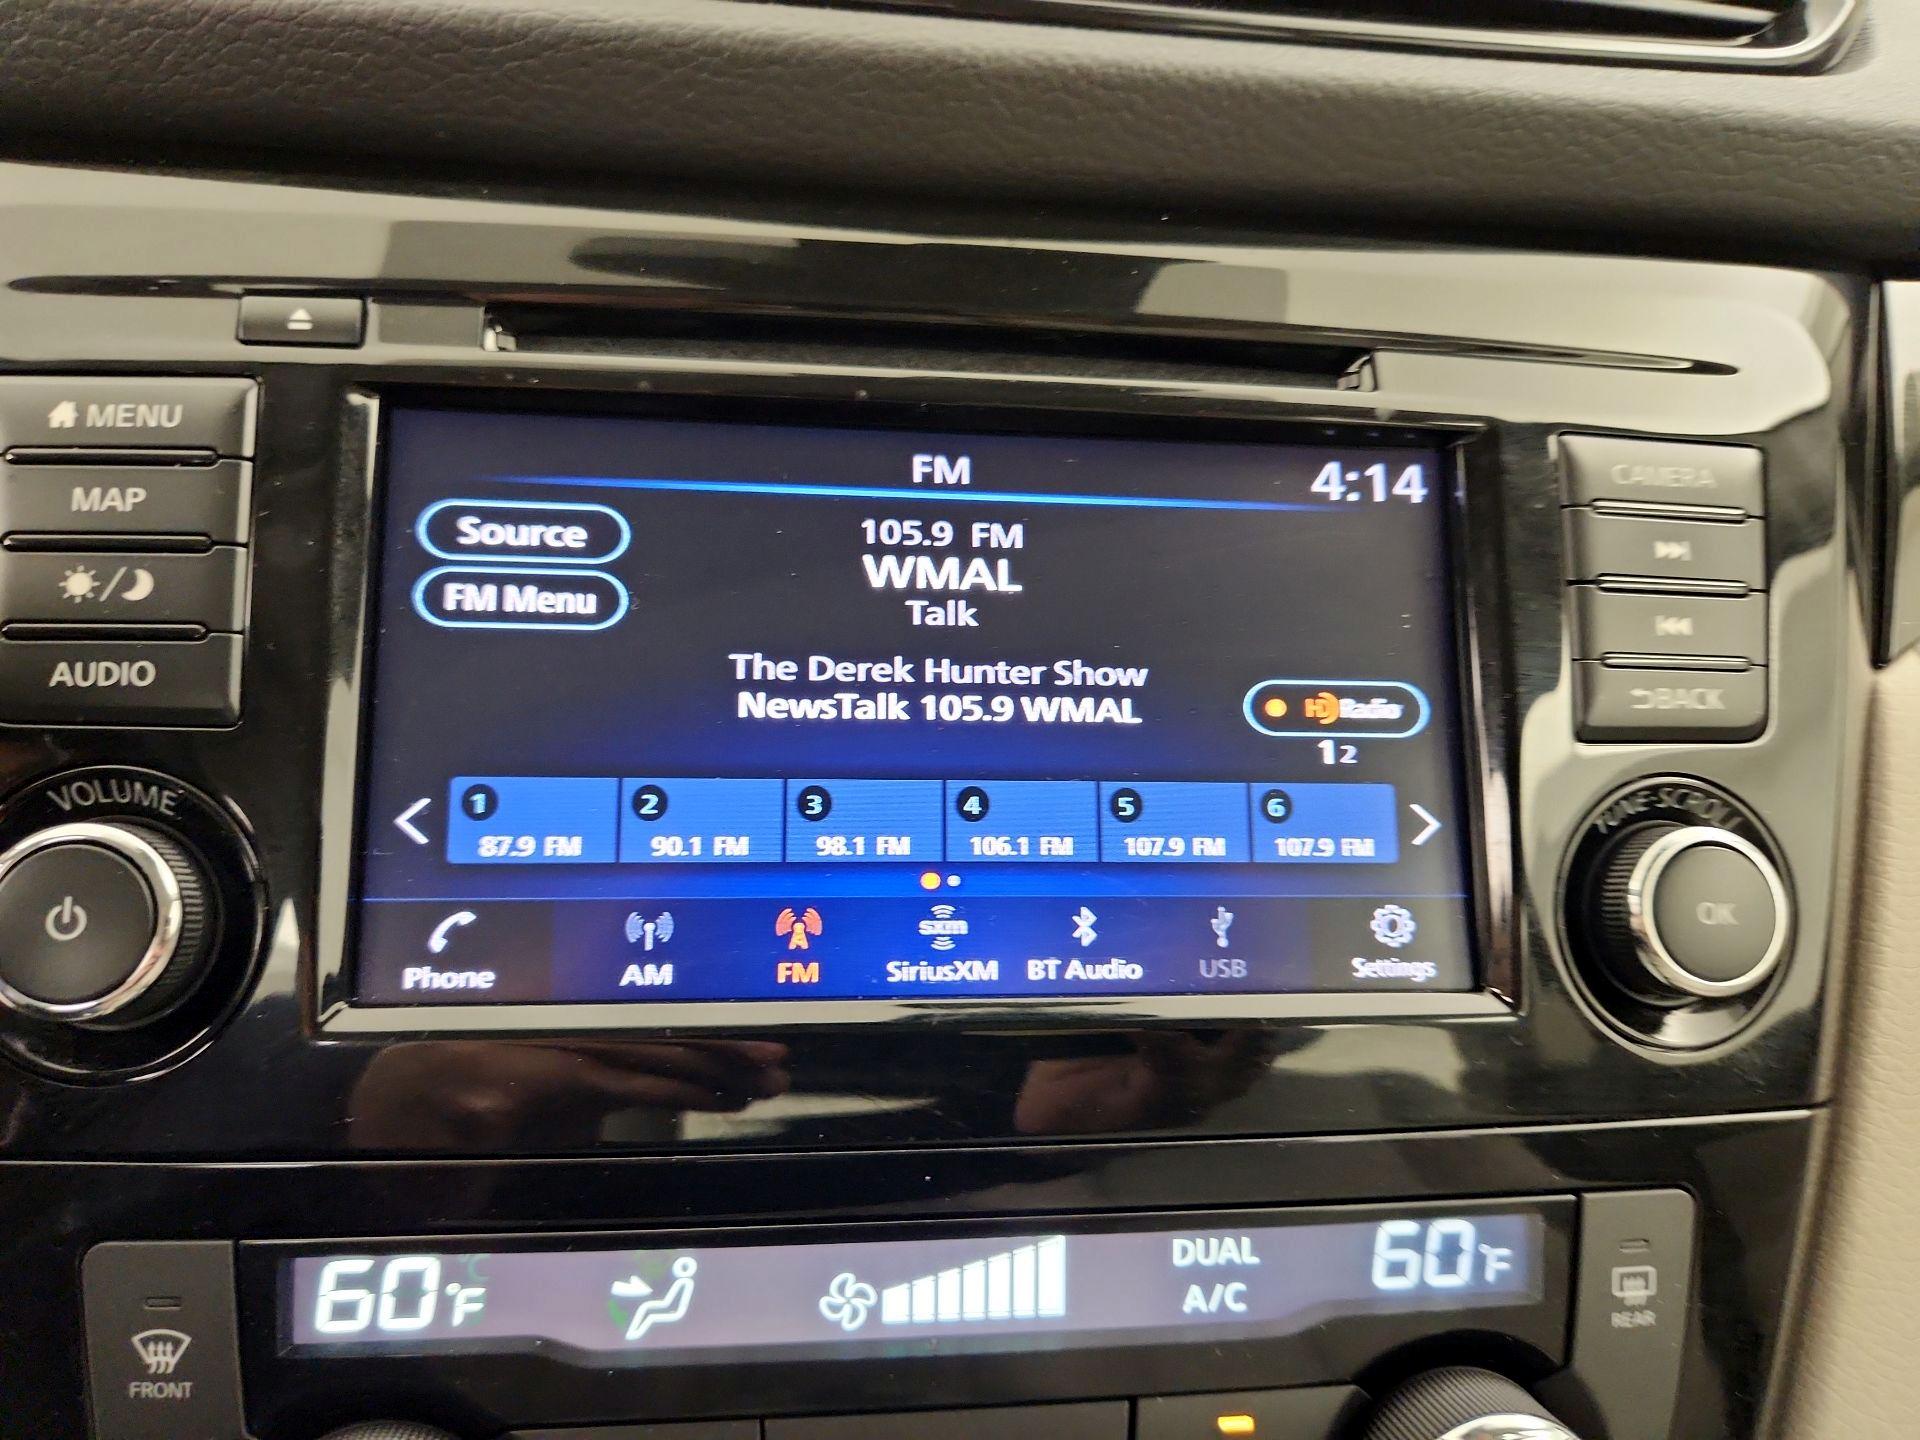 MENU
MAP
AUDIO
VOLUME
FM
4:14
Source
FM Menu
105.9 FM
WMAL
Talk
The Derek Hunter Show
NewsTalk 105.9 WMAL
HD Radio
1 2
1
87.9 FM
2
90.1 FM
3
98.1 FM
4
106.1 FM
5
107.9 FM
6
107.9 FM
Phone
AM
FM
sxm
SiriusXM
BT Audio
USB
Settings
CAMERA
BACK
TUNE·SCROLL
OK
60°F
DUAL
A/C
60°F
FRONT
REAR